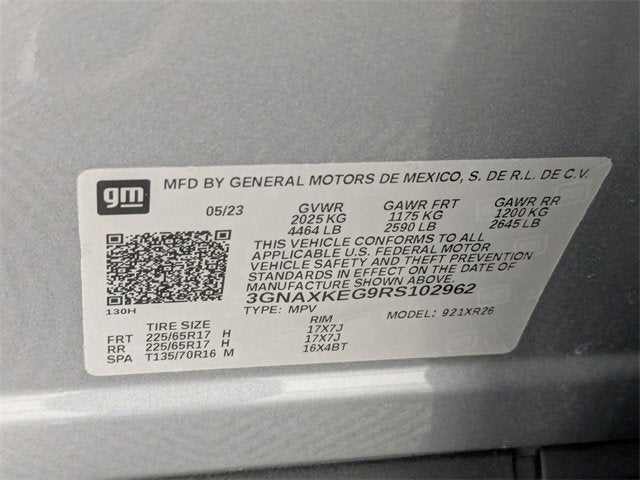 gm
MFD BY GENERAL MOTORS DE MEXICO, S. DE R.L. DE C.V.
05/23 GVWR GAWR FRT GAWR RR
2025 KG 1175 KG 1200 KG
4464 LB 2590 LB 2645 LB
THIS VEHICLE CONFORMS TO ALL
APPLICABLE U.S. FEDERAL MOTOR
VEHICLE SAFETY AND THEFT PREVENTION
STANDARDS IN EFFECT ON THE DATE OF
MANUFACTURE SHOWN ABOVE.
130H 3GNAXKEG9RS102962
TYPE: MPV MODEL: 921XR26
TIRE SIZE RIM
FRT 225/65R17 H 17X7J
RR 225/65R17 H 17X7J
SPA T135/70R16 M 16X4BT